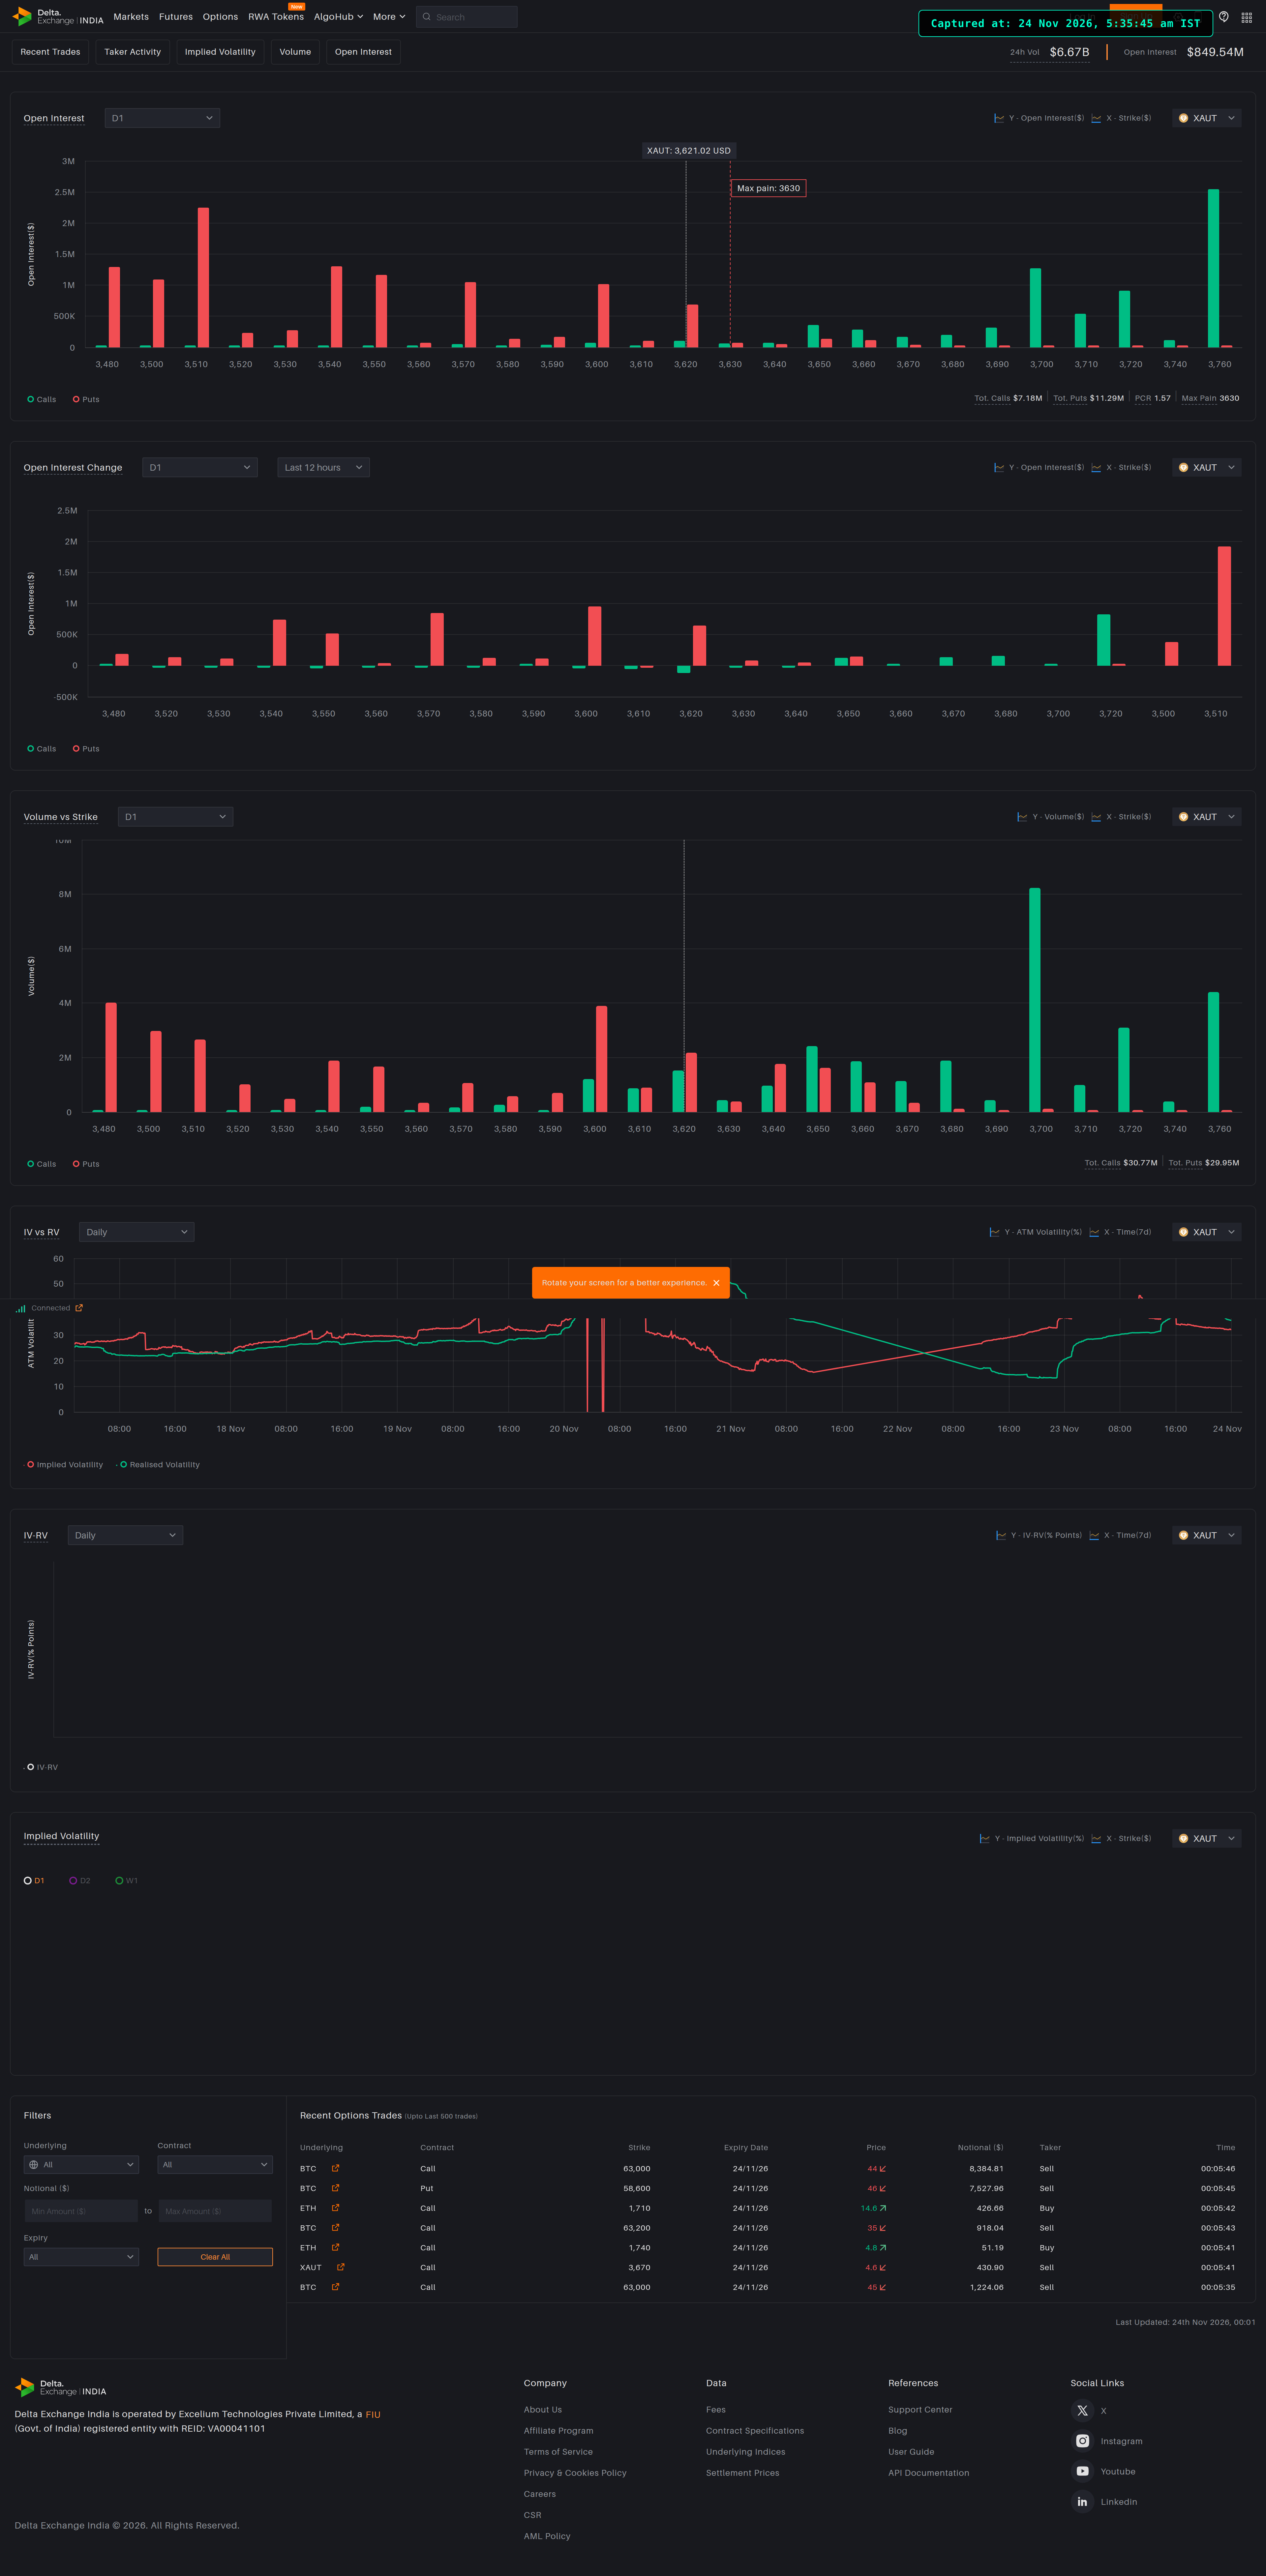 Delta.
Exchange | INDIA
Markets Futures Options RWA Tokens New AlgoHub More Search
Captured at: 24 Nov 2026, 5:35:45 am IST
Recent Trades Taker Activity Implied Volatility Volume Open Interest
24h Vol $6.67B Open Interest $849.54M
Open Interest D1 Y - Open Interest($) X - Strike($) XAUT
XAUT: 3,621.02 USD
Max pain: 3630
Open Interest($)
3M
2.5M
2M
1.5M
1M
500K
0
3,480 3,500 3,510 3,520 3,530 3,540 3,550 3,560 3,570 3,580 3,590 3,600 3,610 3,620 3,630 3,640 3,650 3,660 3,670 3,680 3,690 3,700 3,710 3,720 3,740 3,760
Calls Puts
Tot. Calls $7.18M Tot. Puts $11.29M PCR 1.57 Max Pain 3630
Open Interest Change D1 Last 12 hours Y - Open Interest($) X - Strike($) XAUT
Open Interest($)
2.5M
2M
1.5M
1M
500K
0
-500K
3,480 3,520 3,530 3,540 3,550 3,560 3,570 3,580 3,590 3,600 3,610 3,620 3,630 3,640 3,650 3,660 3,670 3,680 3,700 3,720 3,500 3,510
Calls Puts
Volume vs Strike D1 Y - Volume($) X - Strike($) XAUT
Volume($)
10M
8M
6M
4M
2M
0
3,480 3,500 3,510 3,520 3,530 3,540 3,550 3,560 3,570 3,580 3,590 3,600 3,610 3,620 3,630 3,640 3,650 3,660 3,670 3,680 3,690 3,700 3,710 3,720 3,740 3,760
Calls Puts
Tot. Calls $30.77M Tot. Puts $29.95M
IV vs RV Daily Y - ATM Volatility(%) X - Time(7d) XAUT
60
50
Rotate your screen for a better experience.
Connected
ATM Volatilit
30
20
10
0
08:00 16:00 18 Nov 08:00 16:00 19 Nov 08:00 16:00 20 Nov 08:00 16:00 21 Nov 08:00 16:00 22 Nov 08:00 16:00 23 Nov 08:00 16:00 24 Nov
Implied Volatility Realised Volatility
IV-RV Daily Y - IV-RV(% Points) X - Time(7d) XAUT
IV-RV(% Points)
IV-RV
Implied Volatility Y - Implied Volatility(%) X - Strike($) XAUT
D1 D2 W1
Filters
Underlying Contract
All All
Notional ($)
Min Amount ($) to Max Amount ($)
Expiry
All Clear All
Recent Options Trades (Upto Last 500 trades)
Underlying Contract Strike Expiry Date Price Notional ($) Taker Time
BTC Call 63,000 24/11/26 44 8,384.81 Sell 00:05:46
BTC Put 58,600 24/11/26 46 7,527.96 Sell 00:05:45
ETH Call 1,710 24/11/26 14.6 426.66 Buy 00:05:42
BTC Call 63,200 24/11/26 35 918.04 Sell 00:05:43
ETH Call 1,740 24/11/26 4.8 51.19 Buy 00:05:41
XAUT Call 3,670 24/11/26 4.6 430.90 Sell 00:05:41
BTC Call 63,000 24/11/26 45 1,224.06 Sell 00:05:35
Last Updated: 24th Nov 2026, 00:01
Delta.
Exchange | INDIA
Delta Exchange India is operated by Excelium Technologies Private Limited, a FIU
(Govt. of India) registered entity with REID: VA00041101
Delta Exchange India © 2026. All Rights Reserved.
Company
About Us
Affiliate Program
Terms of Service
Privacy & Cookies Policy
Careers
CSR
AML Policy
Data
Fees
Contract Specifications
Underlying Indices
Settlement Prices
References
Support Center
Blog
User Guide
API Documentation
Social Links
X
Instagram
Youtube
Linkedin